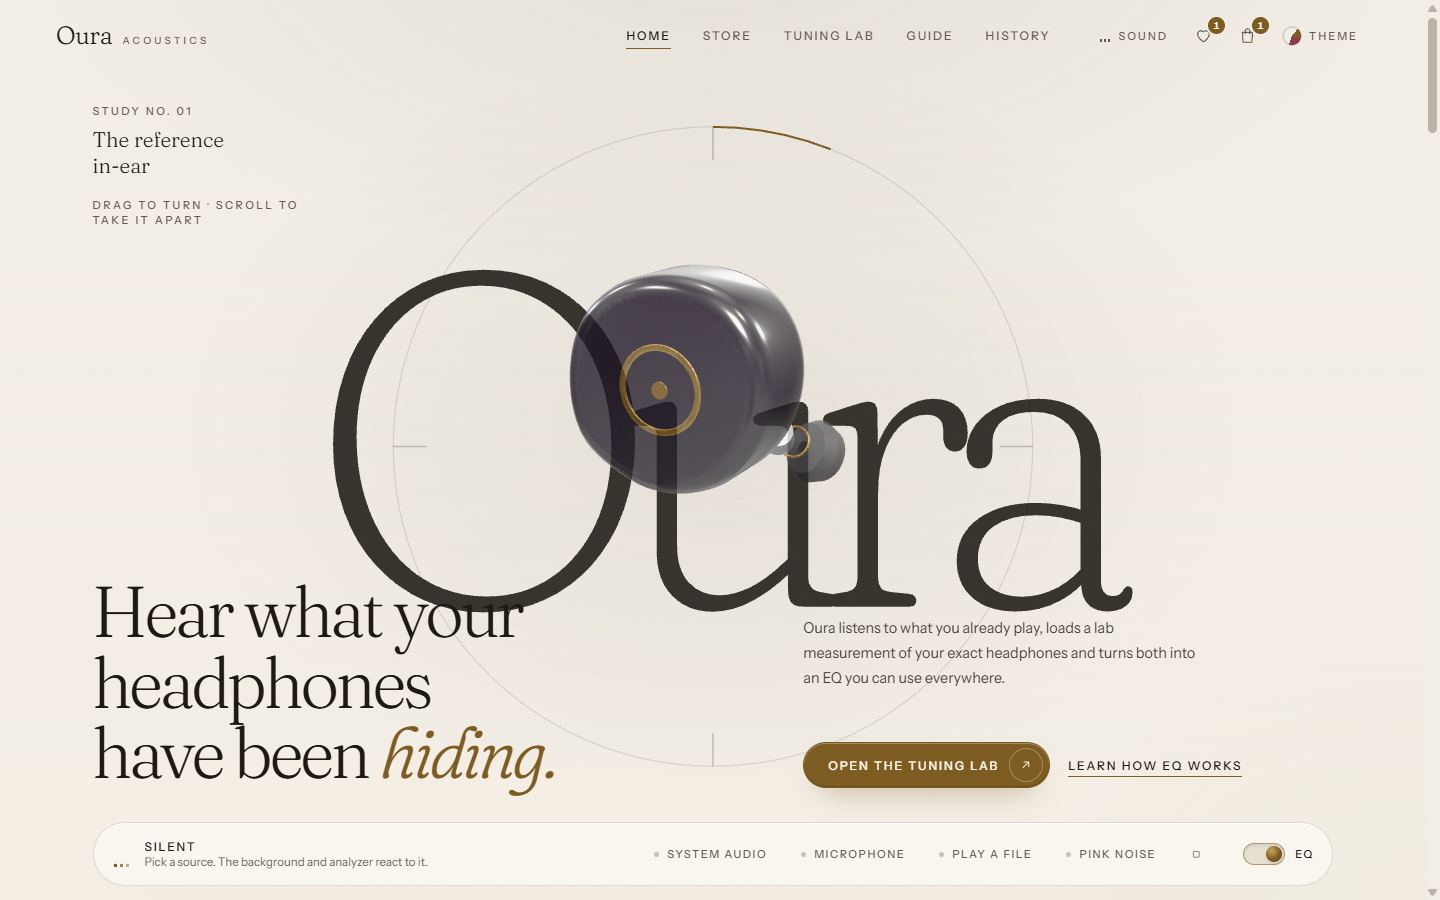 Oura ACOUSTICS
HOME STORE TUNING LAB GUIDE HISTORY SOUND 1 1 THEME
STUDY NO. 01
The reference
in-ear
DRAG TO TURN · SCROLL TO
TAKE IT APART
Oura
Hear what your
headphones
have been hiding.
Oura listens to what you already play, loads a lab
measurement of your exact headphones and turns both into
an EQ you can use everywhere.
OPEN THE TUNING LAB LEARN HOW EQ WORKS
SILENT
Pick a source. The background and analyzer react to it.
SYSTEM AUDIO MICROPHONE PLAY A FILE PINK NOISE EQ